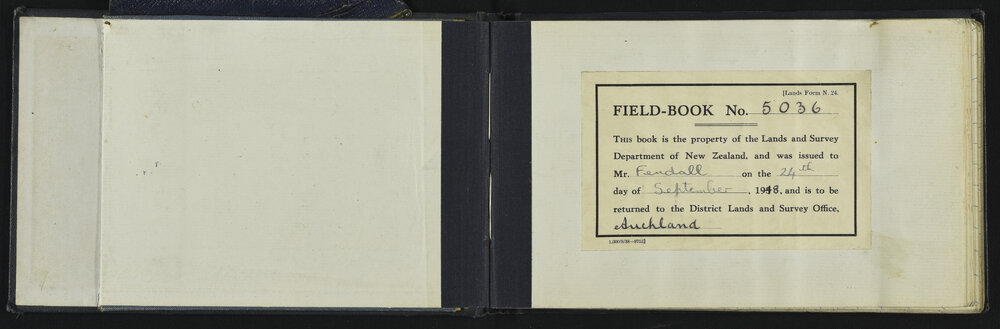 [Lands Form N. 24.
FIELD-BOOK No. 5036
THIS book is the property of the Lands and Survey
Department of New Zealand, and was issued to
Mr. Fendall on the 24th
day of September, 1948, and is to be
returned to the District Lands and Survey Office,
Auckland